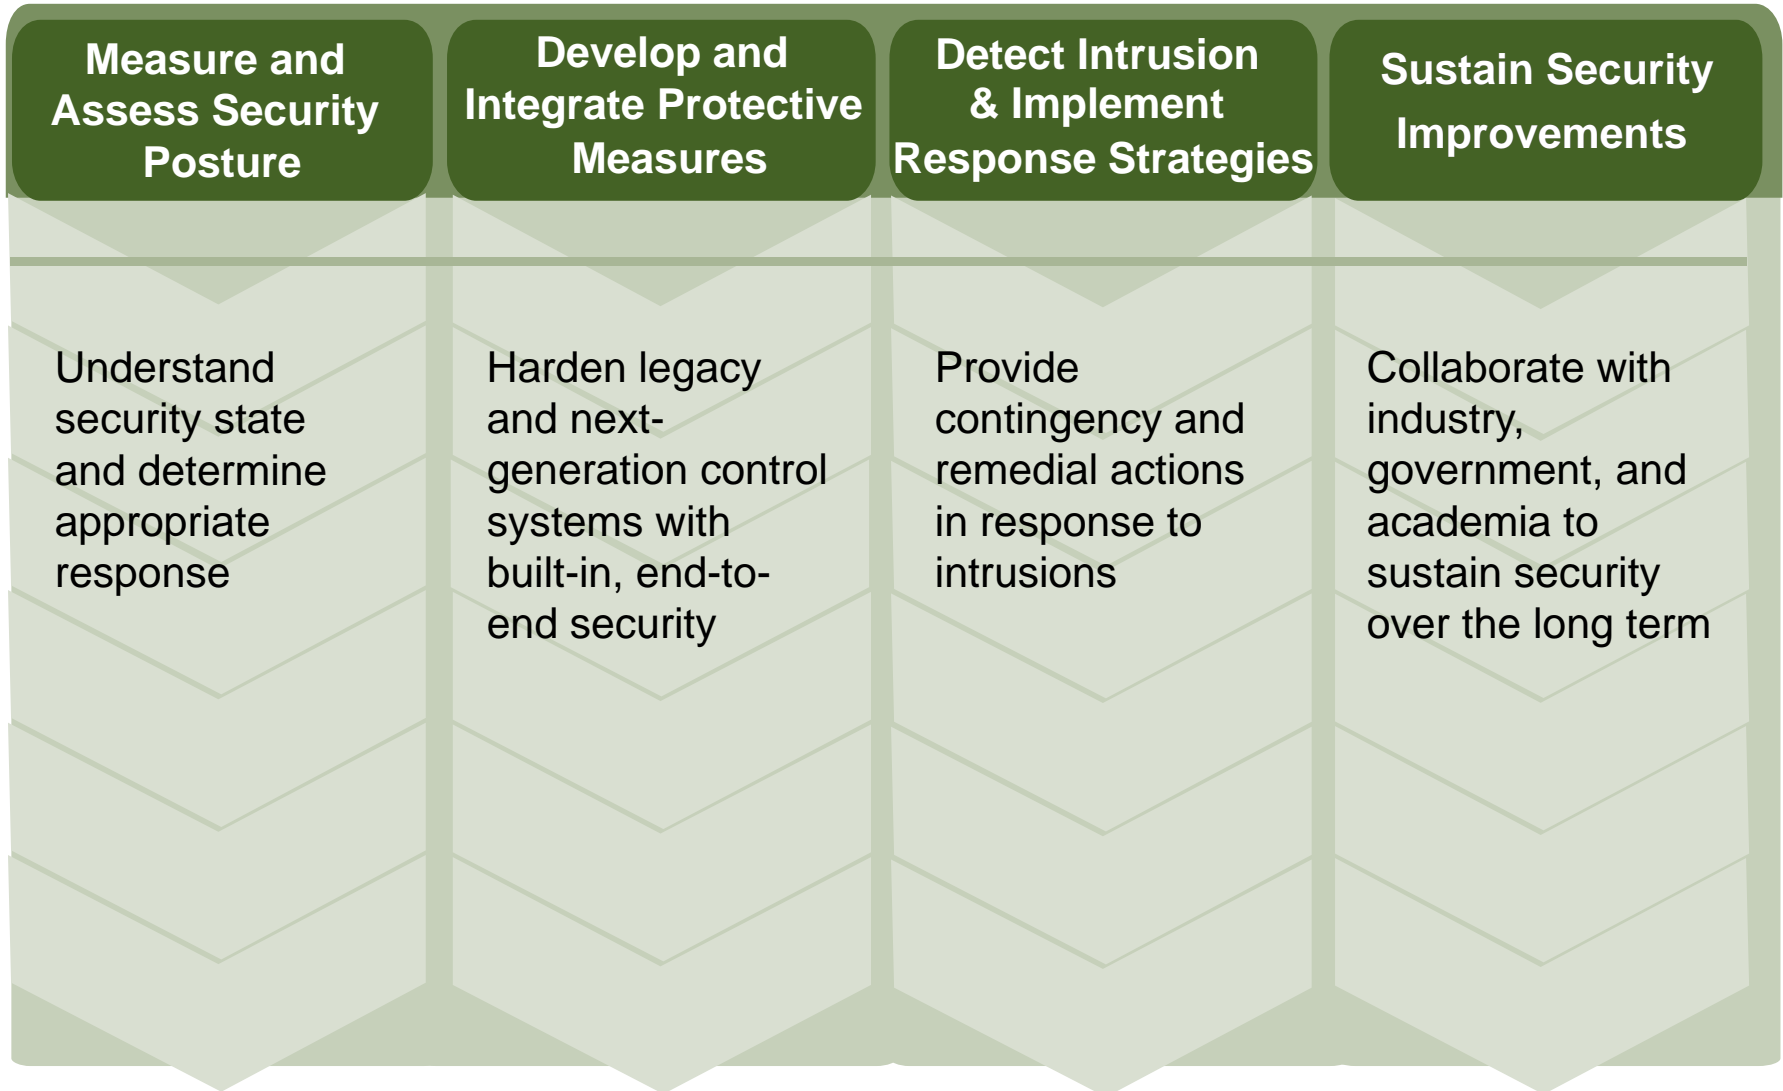 Measure and
Assess Security
Posture
Develop and
Integrate Protective
Measures
Detect Intrusion
& Implement
Response Strategies
Sustain Security
Improvements
Understand
security state
and determine
appropriate
response
Harden legacy
and next-
generation control
systems with
built-in, end-to-
end security
Provide
contingency and
remedial actions
in response to
intrusions
Collaborate with
industry,
government, and
academia to
sustain security
over the long term